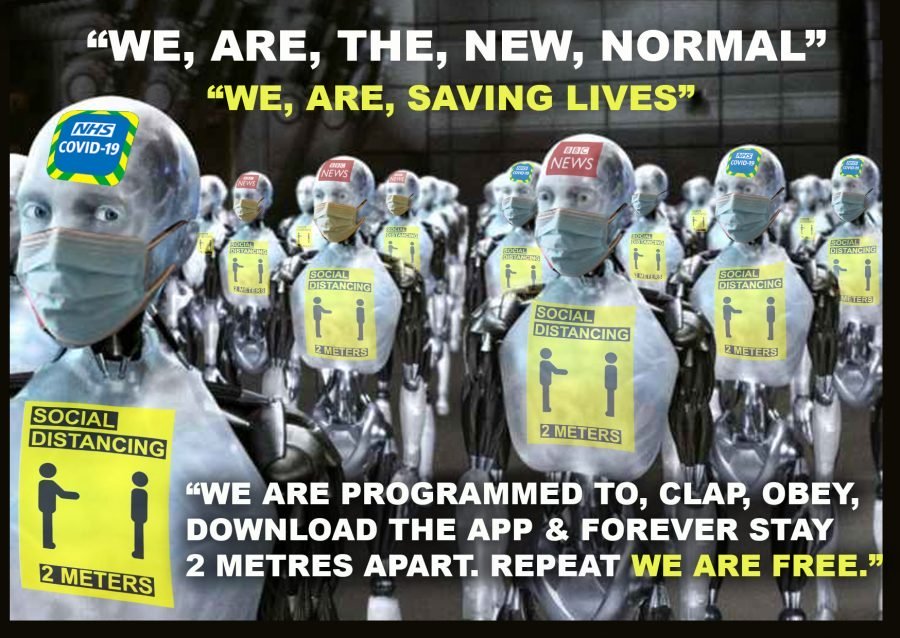 “WE, ARE, THE, NEW, NORMAL”
“WE, ARE, SAVING LIVES”
NHS
COVID-19
BBC
NEWS
BBC
NEWS
BBC
NEWS
BBC
NEWS
NHS
COVID-19
NHS
COVID-19
NHS
COVID-19
SOCIAL
DISTANCING
2 METERS
SOCIAL
DISTANCING
2 METERS
SOCIAL
DISTANCING
2 METERS
SOCIAL
DISTANCING
2 METERS
SOCIAL
DISTANCING
2 METERS
SOCIAL
DISTANCING
SOCIAL
DISTANCING
SOCIAL
DISTANCING
SOCIAL
DISTANCING
2 METERS
SOCIAL
DISTANCING
2 METERS
“WE ARE PROGRAMMED TO, CLAP, OBEY,
DOWNLOAD THE APP & FOREVER STAY
2 METRES APART. REPEAT WE ARE FREE.”